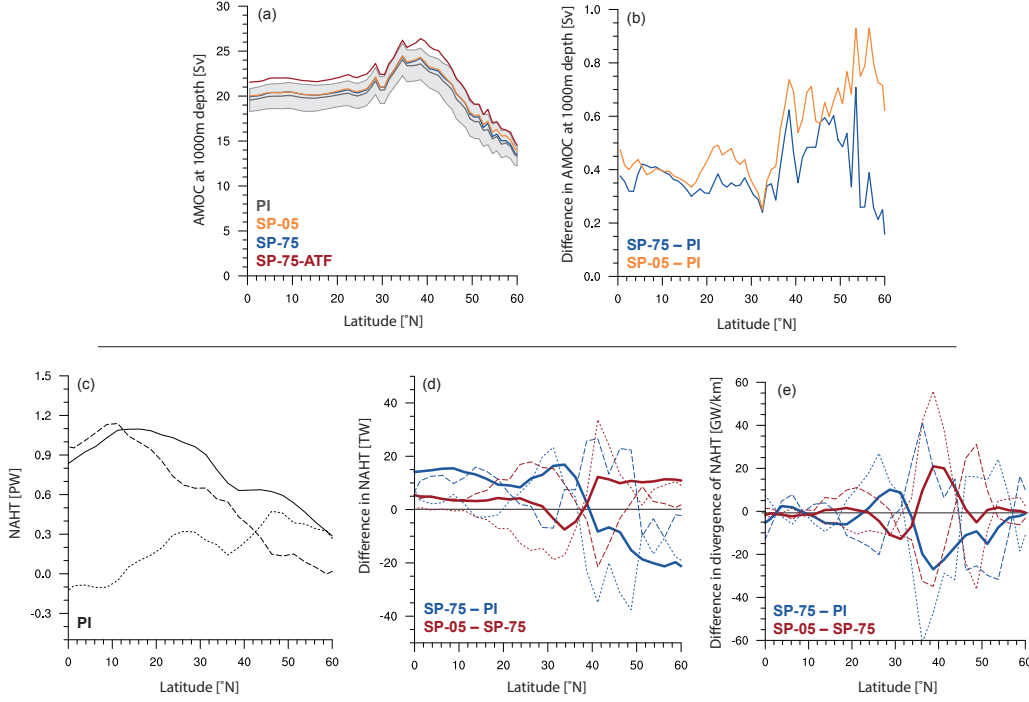 (a)
AMOC at 1000m depth [Sv]
30
25
20
15
10
5
0
PI
SP-05
SP-75
SP-75-ATF
0 10 20 30 40 50 60
Latitude [˚N]
(b)
Difference in AMOC at 1000m depth [Sv]
1.0
0.8
0.6
0.4
0.2
0.0
SP-75 – PI
SP-05 – PI
0 10 20 30 40 50 60
Latitude [˚N]
(c)
NAHT [PW]
1.5
1.2
0.9
0.6
0.3
0.0
-0.3
PI
0 10 20 30 40 50 60
Latitude [˚N]
(d)
Difference in NAHT [TW]
40
20
0
-20
-40
SP-75 – PI
SP-05 – SP-75
0 10 20 30 40 50 60
Latitude [˚N]
(e)
Difference in divergence of NAHT [GW/km]
60
40
20
0
-20
-40
-60
SP-75 – PI
SP-05 – SP-75
0 10 20 30 40 50 60
Latitude [˚N]